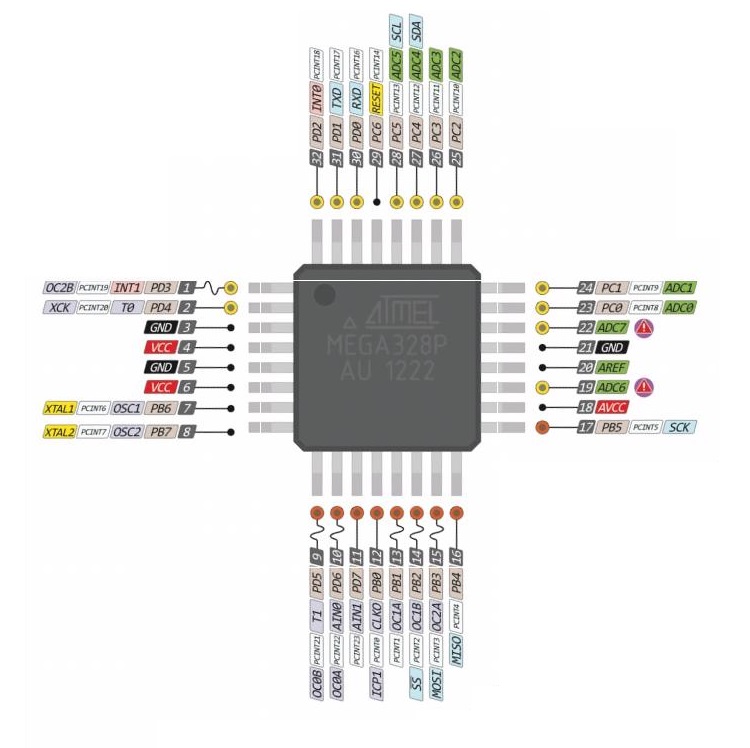 SCL SDA
PCINT18 PCINT17 PCINT16 PCINT14 ADC5 ADC4 ADC3 ADC2
INT0 TXD RXD RESET PCINT13 PCINT12 PCINT11 PCINT10
PD2 PD1 PD0 PC6 PC5 PC4 PC3 PC2
32 31 30 29 28 27 26 25
OC2B PCINT19 INT1 PD3 1
XCK PCINT20 T0 PD4 2
GND 3
VCC 4
GND 5
VCC 6
XTAL1 PCINT6 OSC1 PB6 7
XTAL2 PCINT7 OSC2 PB7 8
ATMEL
MEGA328P
AU 1222
24 PC1 PCINT9 ADC1
23 PC0 PCINT8 ADC0
22 ADC7
21 GND
20 AREF
19 ADC6
18 AVCC
17 PB5 PCINT5 SCK
9 10 11 12 13 14 15 16
PD5 PD6 PD7 PB0 PB1 PB2 PB3 PB4
T1 AIN0 AIN1 CLKO OC1A OC1B OC2A PCINT4
PCINT21 PCINT22 PCINT23 PCINT0 PCINT1 PCINT2 PCINT3 MISO
OC0B OC0A ICP1 SS MOSI